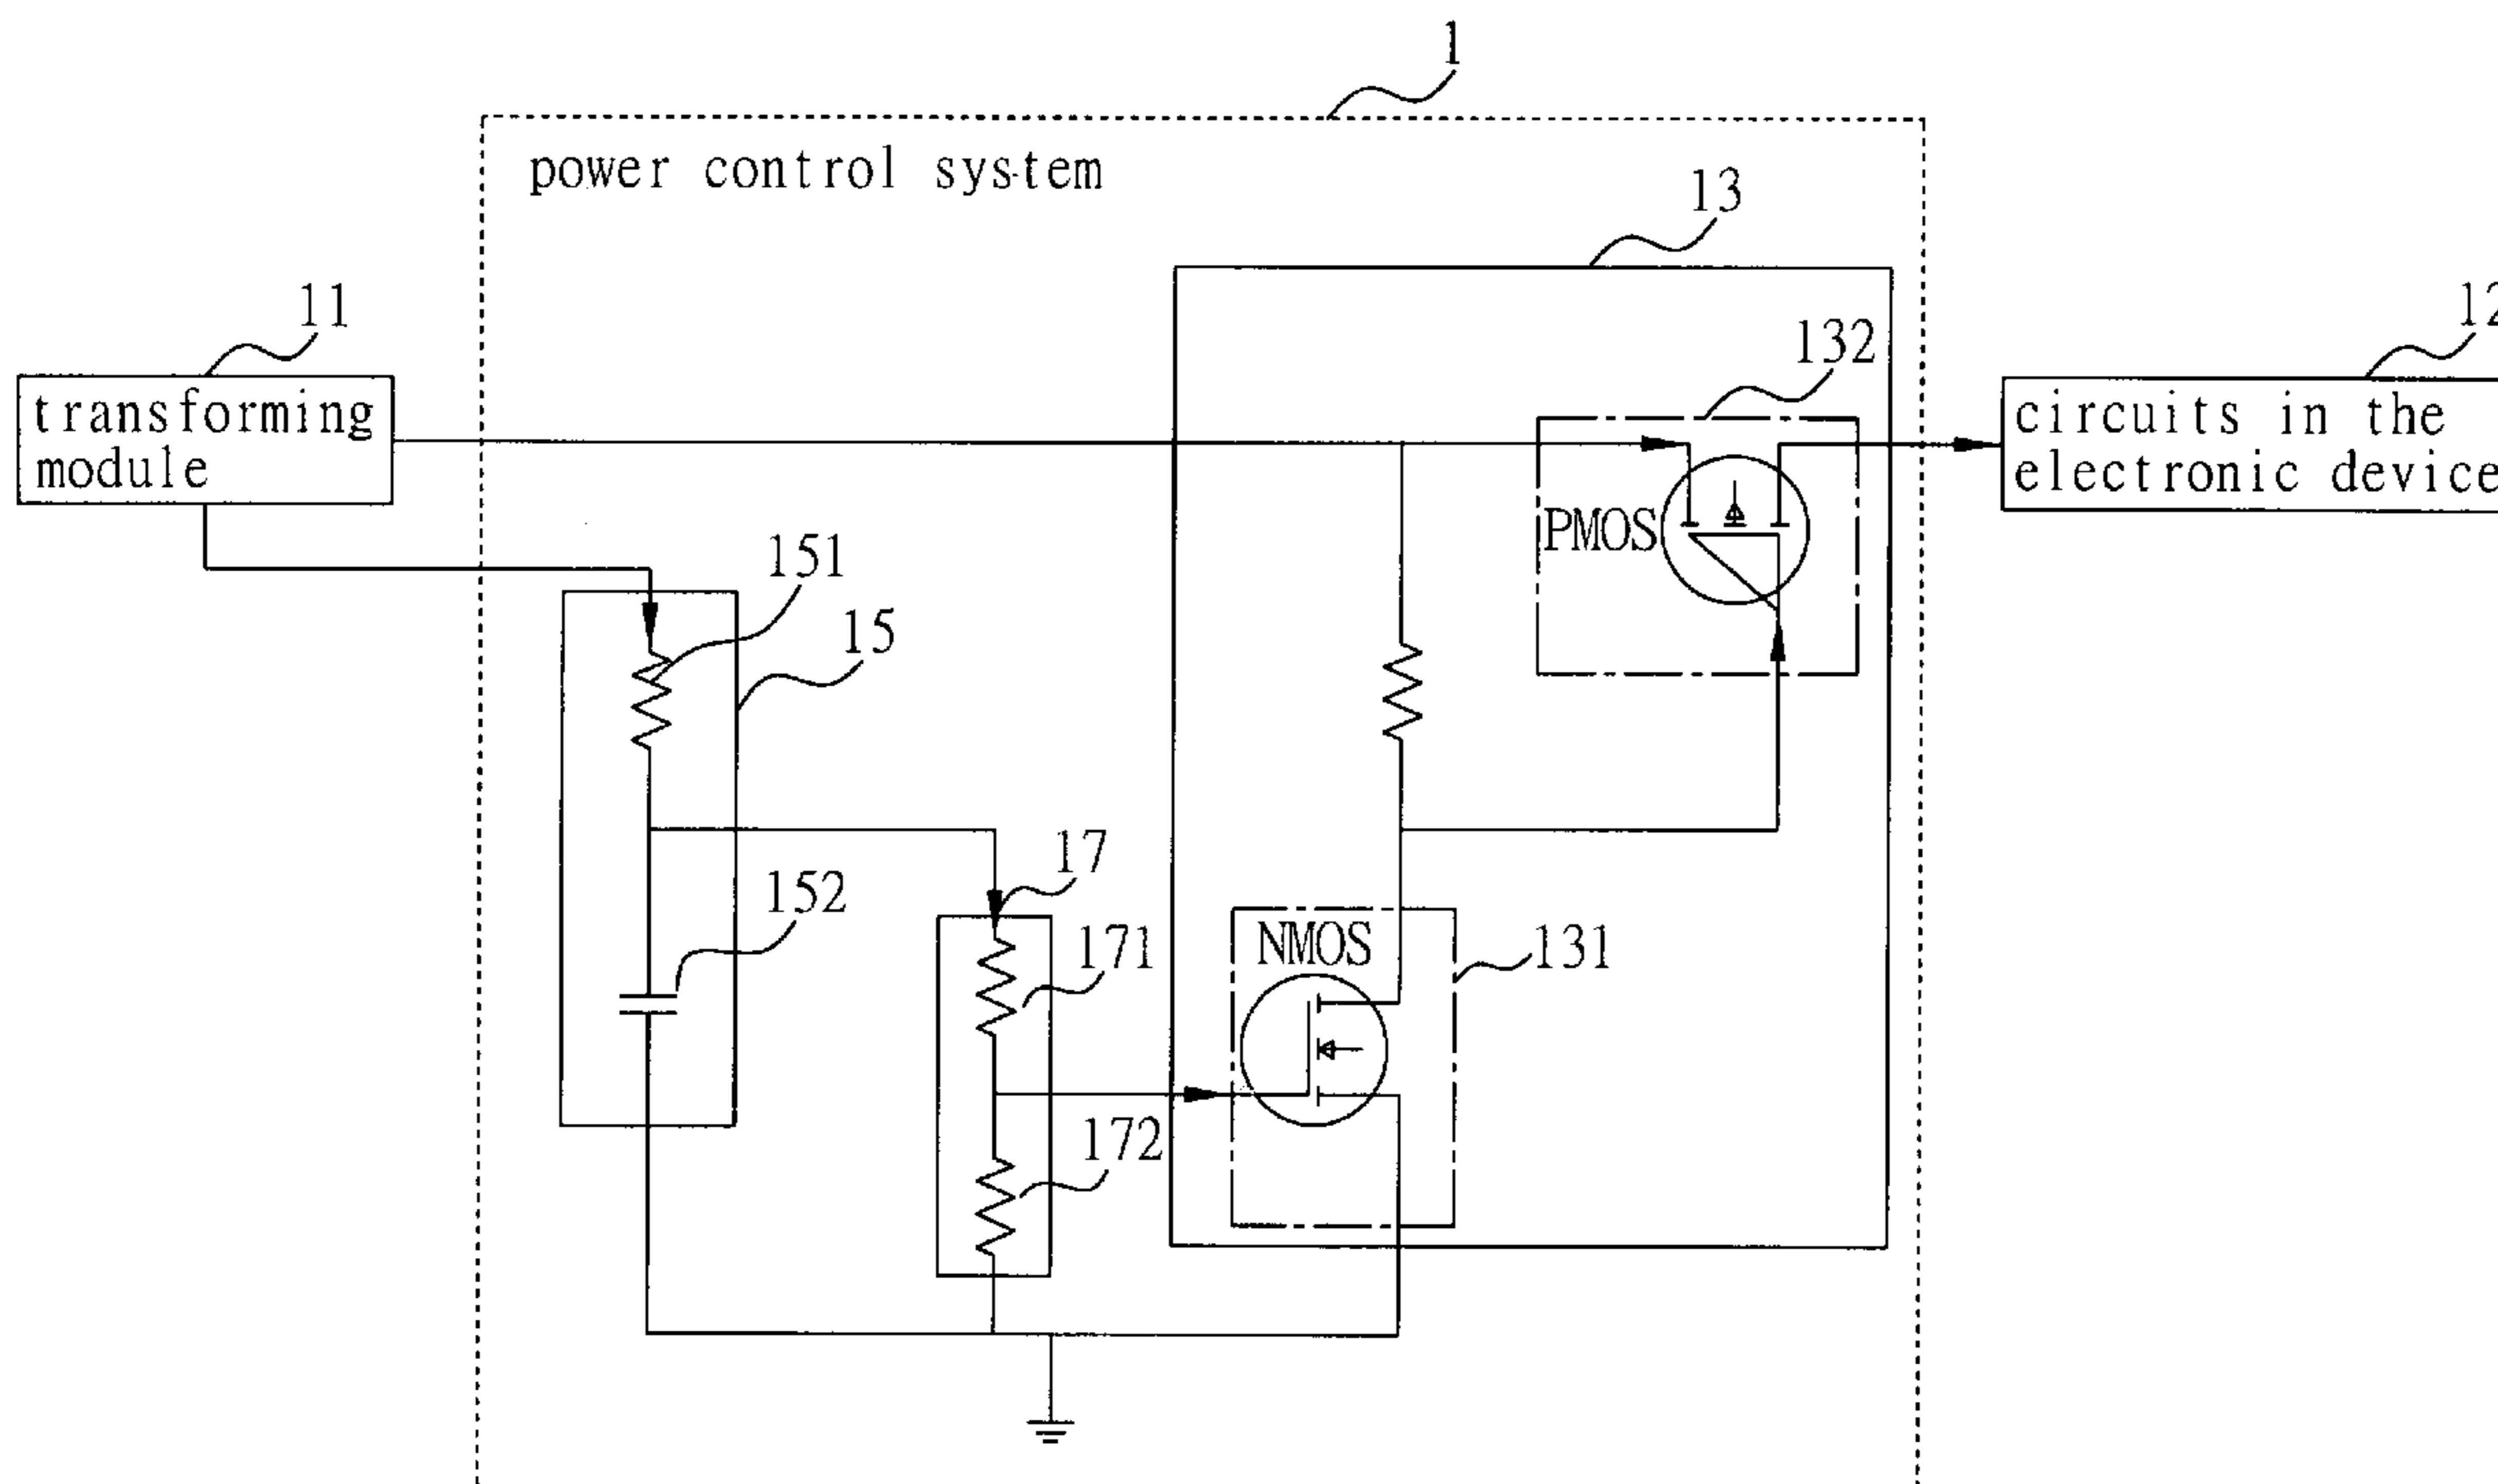 1
power control system
13
11
12
132
transforming
module
circuits in the
electronic device
PMOS
151
15
17
152
171
NMOS
131
172